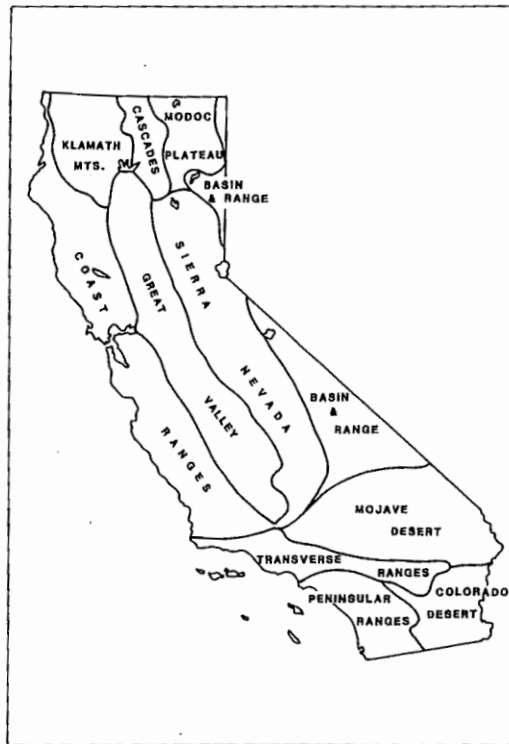 KLAMATH
MTS.
CASCADES
MODOC
PLATEAU
BASIN
& RANGE
COAST
RANGES
GREAT
VALLEY
SIERRA
NEVADA
BASIN
&
RANGE
MOJAVE
DESERT
TRANSVERSE
RANGES
PENINSULAR
RANGES
COLORADO
DESERT